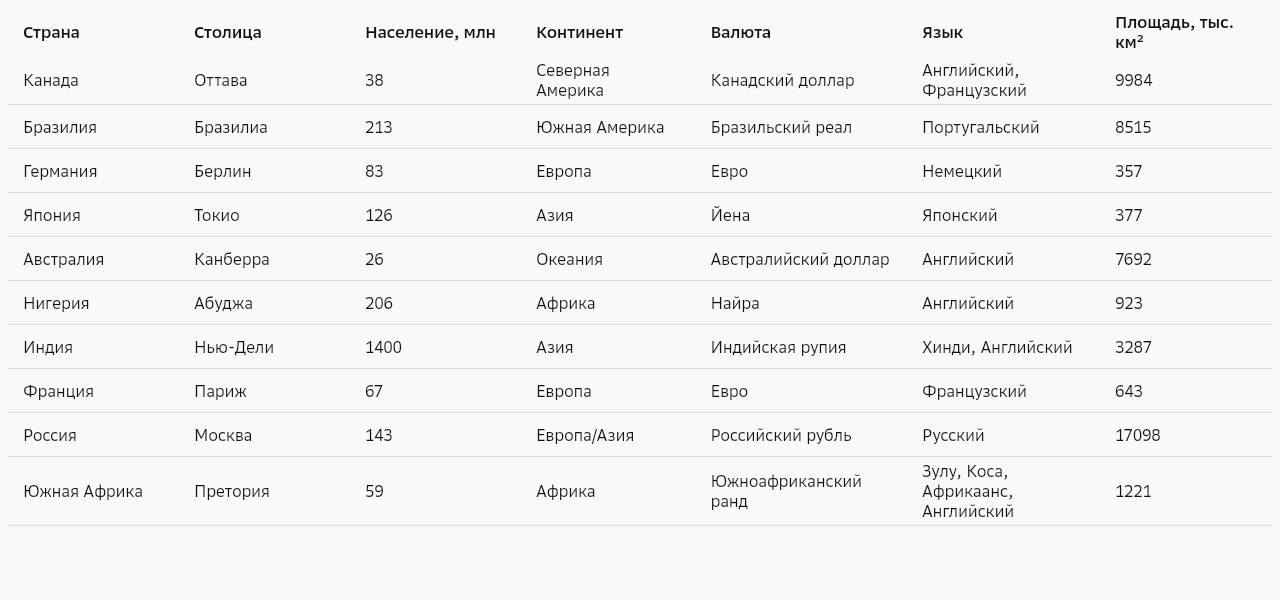 Страна Столица Население, млн Континент Валюта Язык Площадь, тыс. км²
Канада Оттава 38 Северная Америка Канадский доллар Английский, Французский 9984
Бразилия Бразилиа 213 Южная Америка Бразильский реал Португальский 8515
Германия Берлин 83 Европа Евро Немецкий 357
Япония Токио 126 Азия Йена Японский 377
Австралия Канберра 26 Океания Австралийский доллар Английский 7692
Нигерия Абуджа 206 Африка Найра Английский 923
Индия Нью-Дели 1400 Азия Индийская рупия Хинди, Английский 3287
Франция Париж 67 Европа Евро Французский 643
Россия Москва 143 Европа/Азия Российский рубль Русский 17098
Южная Африка Претория 59 Африка Южноафриканский ранд Зулу, Коса, Африкаанс, Английский 1221